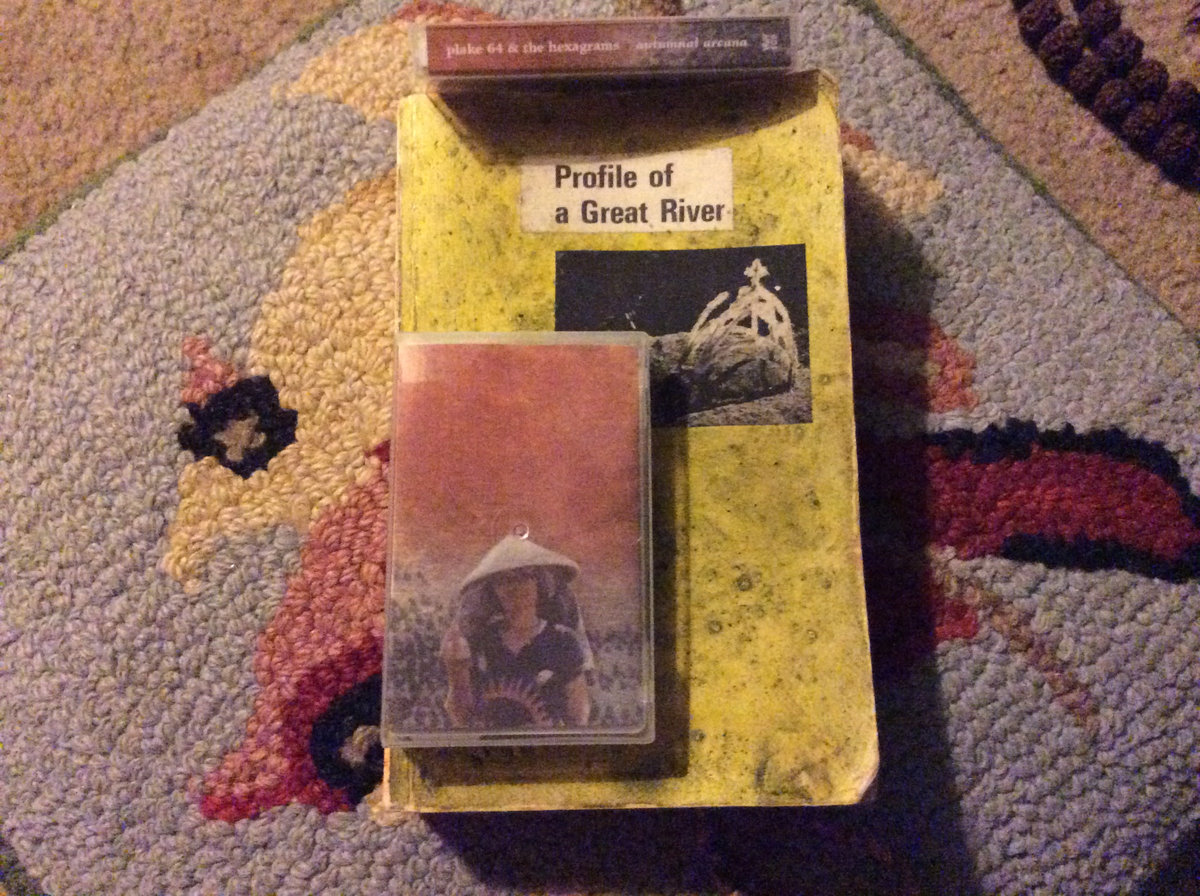 plake 64 & the hexagrams autumnal arcana
Profile of
a Great River